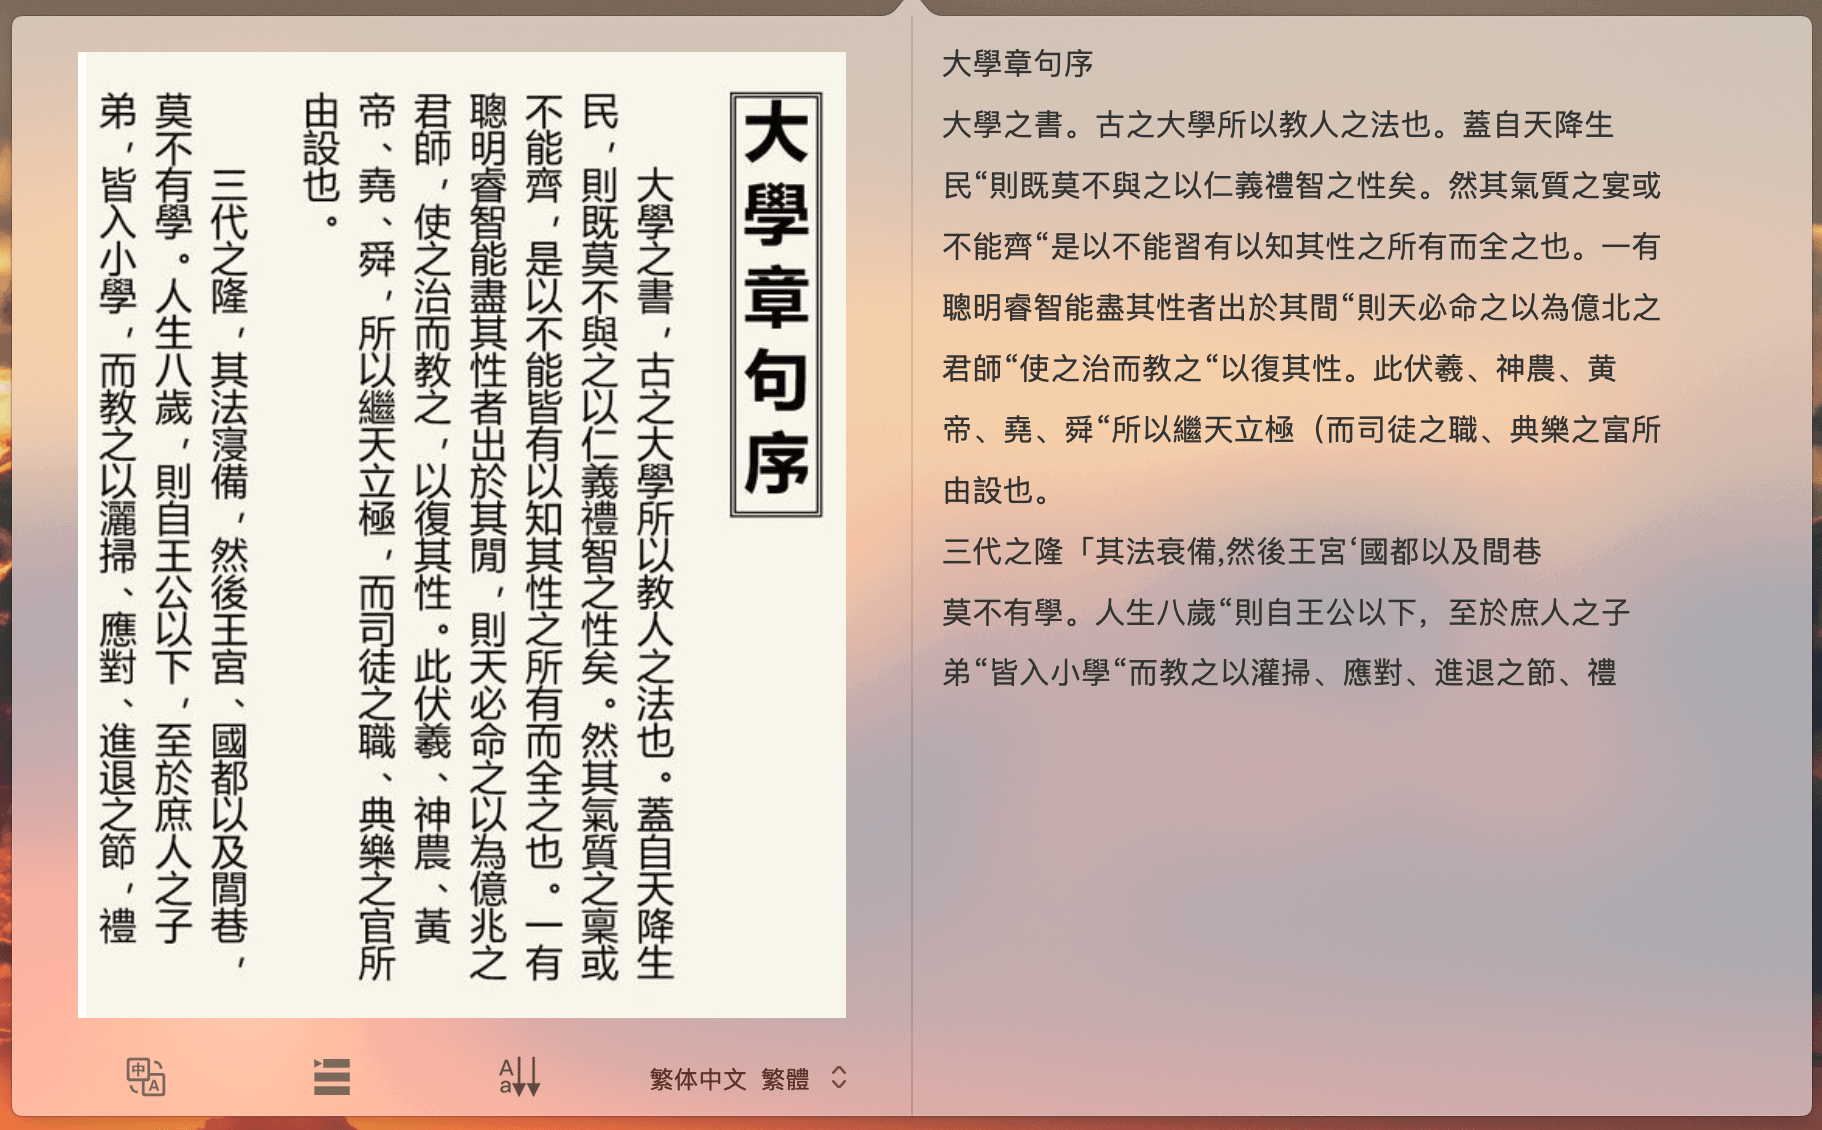 大學章句序
大學之書，古之大學所以教人之法也。蓋自天降生
民，則既莫不與之以仁義禮智之性矣。然其氣質之稟或
不能齊，是以不能皆有以知其性之所有而全之也。一有
聰明睿智能盡其性者出於其閒，則天必命之以為億兆之
君師，使之治而教之，以復其性。此伏羲、神農、黃
帝、堯、舜，所以繼天立極，而司徒之職、典樂之官所
由設也。
三代之隆，其法寖備，然後王宮、國都以及閭巷，
莫不有學。人生八歲，則自王公以下，至於庶人之子
弟，皆入小學，而教之以灑掃、應對、進退之節，禮
中A
Aa
繁体中文 繁體
大學章句序
大學之書。古之大學所以教人之法也。蓋自天降生
民“則既莫不與之以仁義禮智之性矣。然其氣質之宴或
不能齊“是以不能習有以知其性之所有而全之也。一有
聰明睿智能盡其性者出於其間“則天必命之以為億北之
君師“使之治而教之“以復其性。此伏羲、神農、黄
帝、堯、舜“所以繼天立極（而司徒之職、典樂之富所
由設也。
三代之隆「其法衰備,然後王宮‘國都以及間巷
莫不有學。人生八歲“則自王公以下，至於庶人之子
弟“皆入小學“而教之以灌掃、應對、進退之節、禮